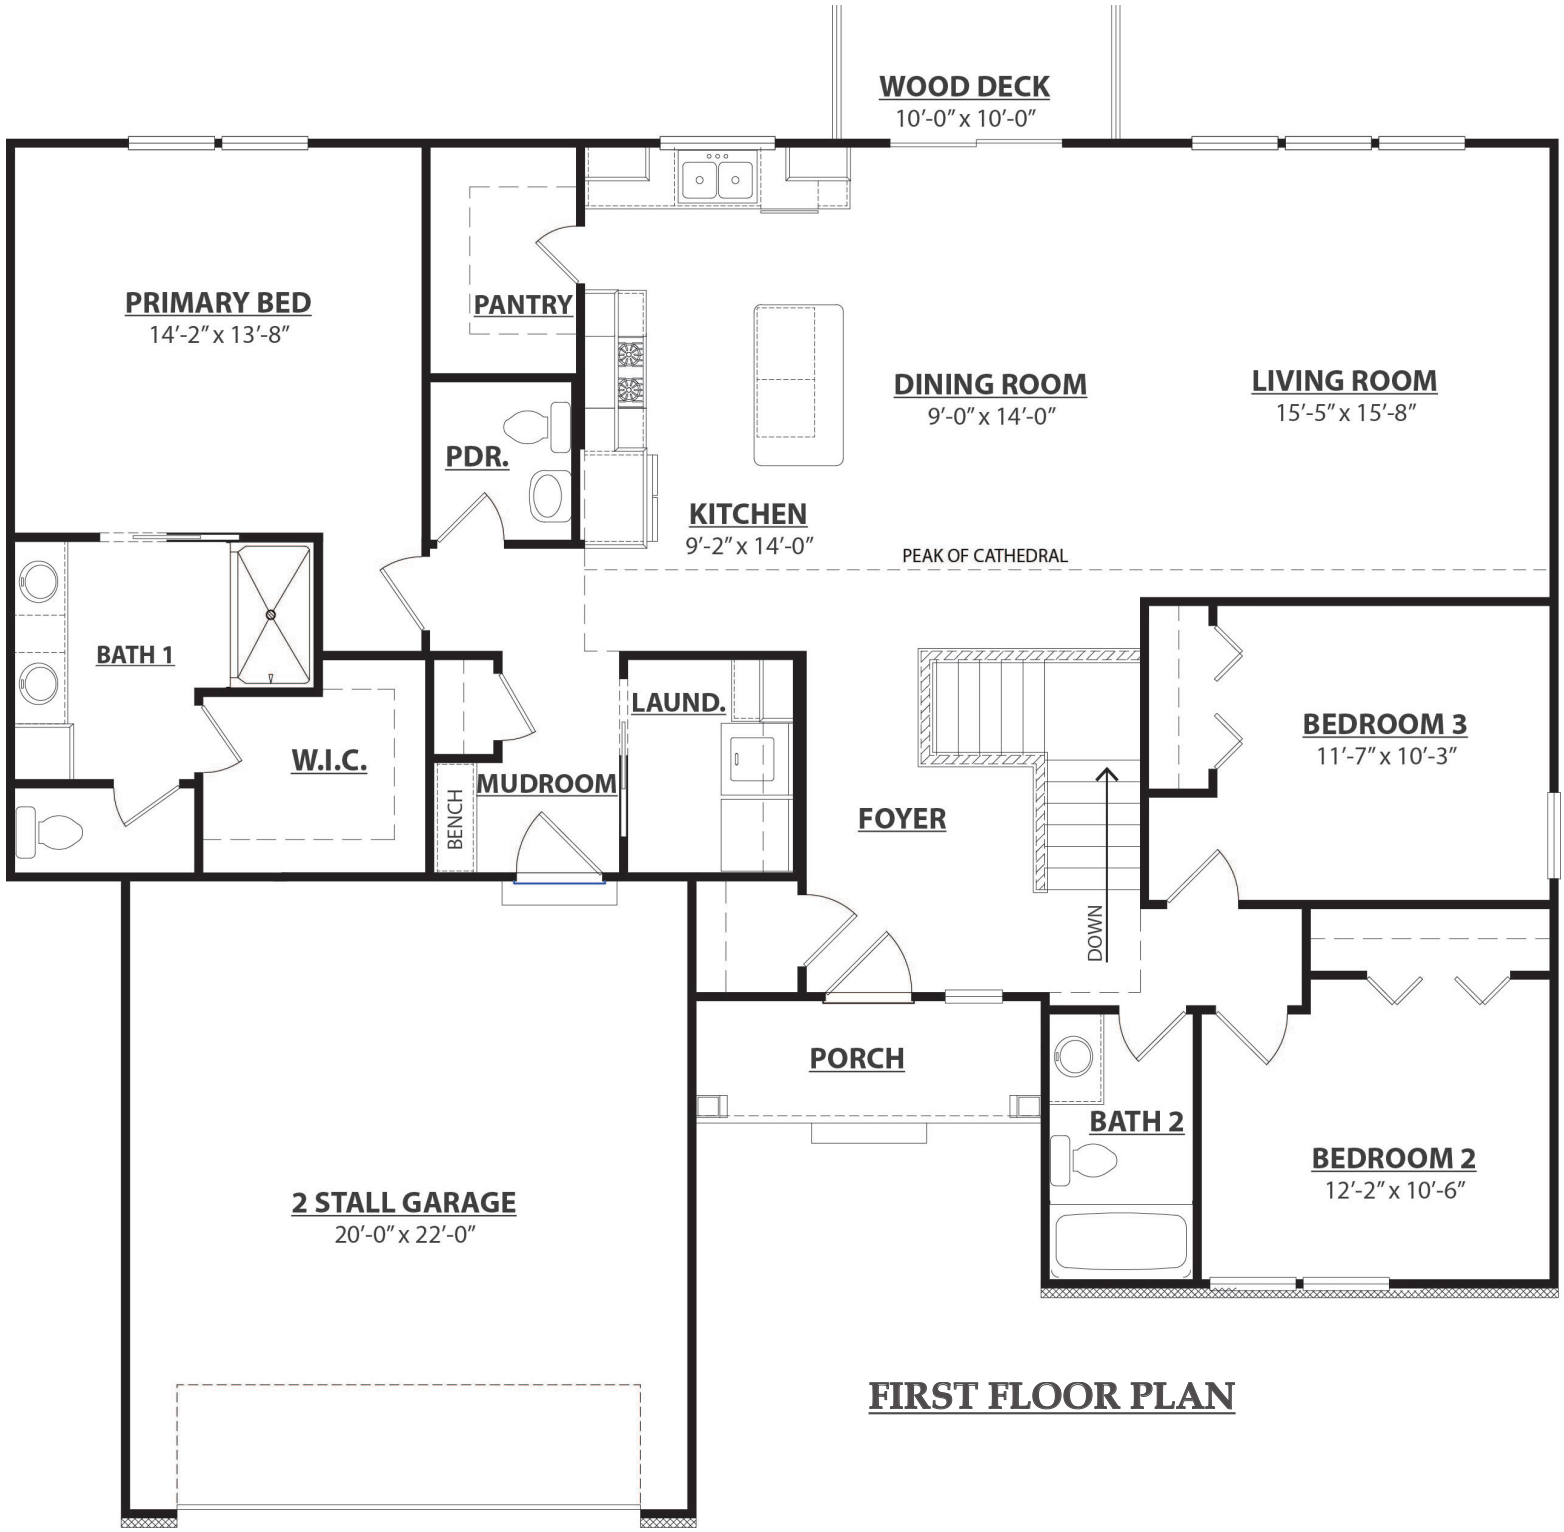 WOOD DECK
10’-0” x 10’-0”
PRIMARY BED
14’-2” x 13’-8”
PANTRY
DINING ROOM
9’-0” x 14’-0”
LIVING ROOM
15’-5” x 15’-8”
PDR.
KITCHEN
9’-2” x 14’-0”
PEAK OF CATHEDRAL
BATH 1
LAUND.
W.I.C.
MUDROOM
BENCH
FOYER
BEDROOM 3
11’-7” x 10’-3”
DOWN
PORCH
BATH 2
BEDROOM 2
12’-2” x 10’-6”
2 STALL GARAGE
20’-0” x 22’-0”
FIRST FLOOR PLAN